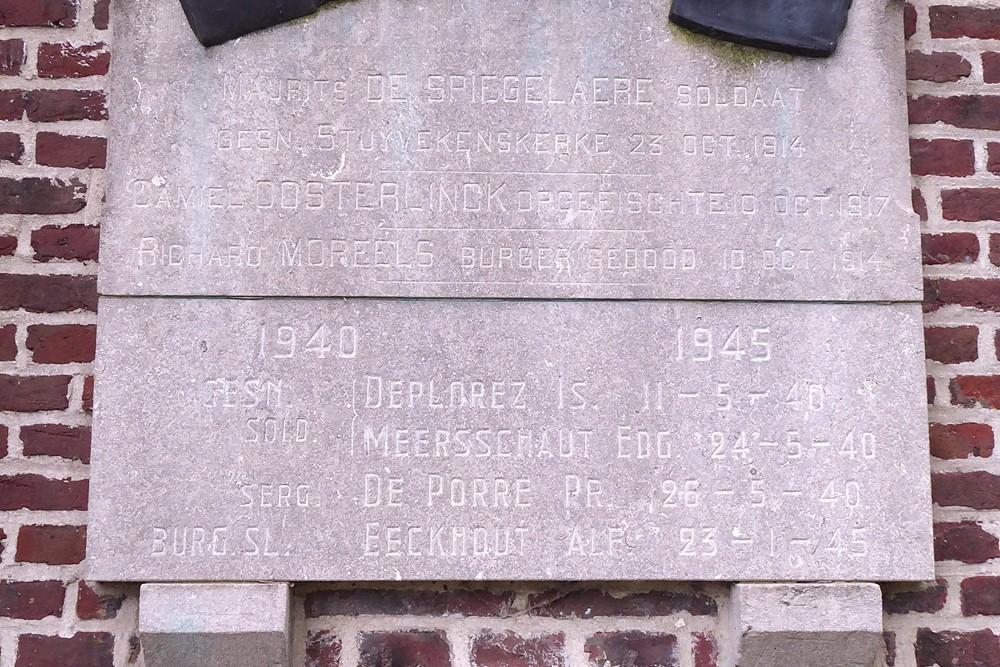 MAURITS DE SPIEGELAERE SOLDAAT
GESN. STUYVEKENSKERKE 23 OCT. 1914
CAMIEL OOSTERLINCK OPGEEISCHTE 10 OCT 1917
RICHARD MOREELS BURGER GEDOOD 10 OCT. 1914
1940 1945
GESN. DEPLOREZ IS. 11-5-40
SOLD. MEERSSCHAUT EDG. 24-5-40
SERG. DE PORRE PR. 26-5-40
BURG. SL. EECKHOUT ALF. 23-1-45